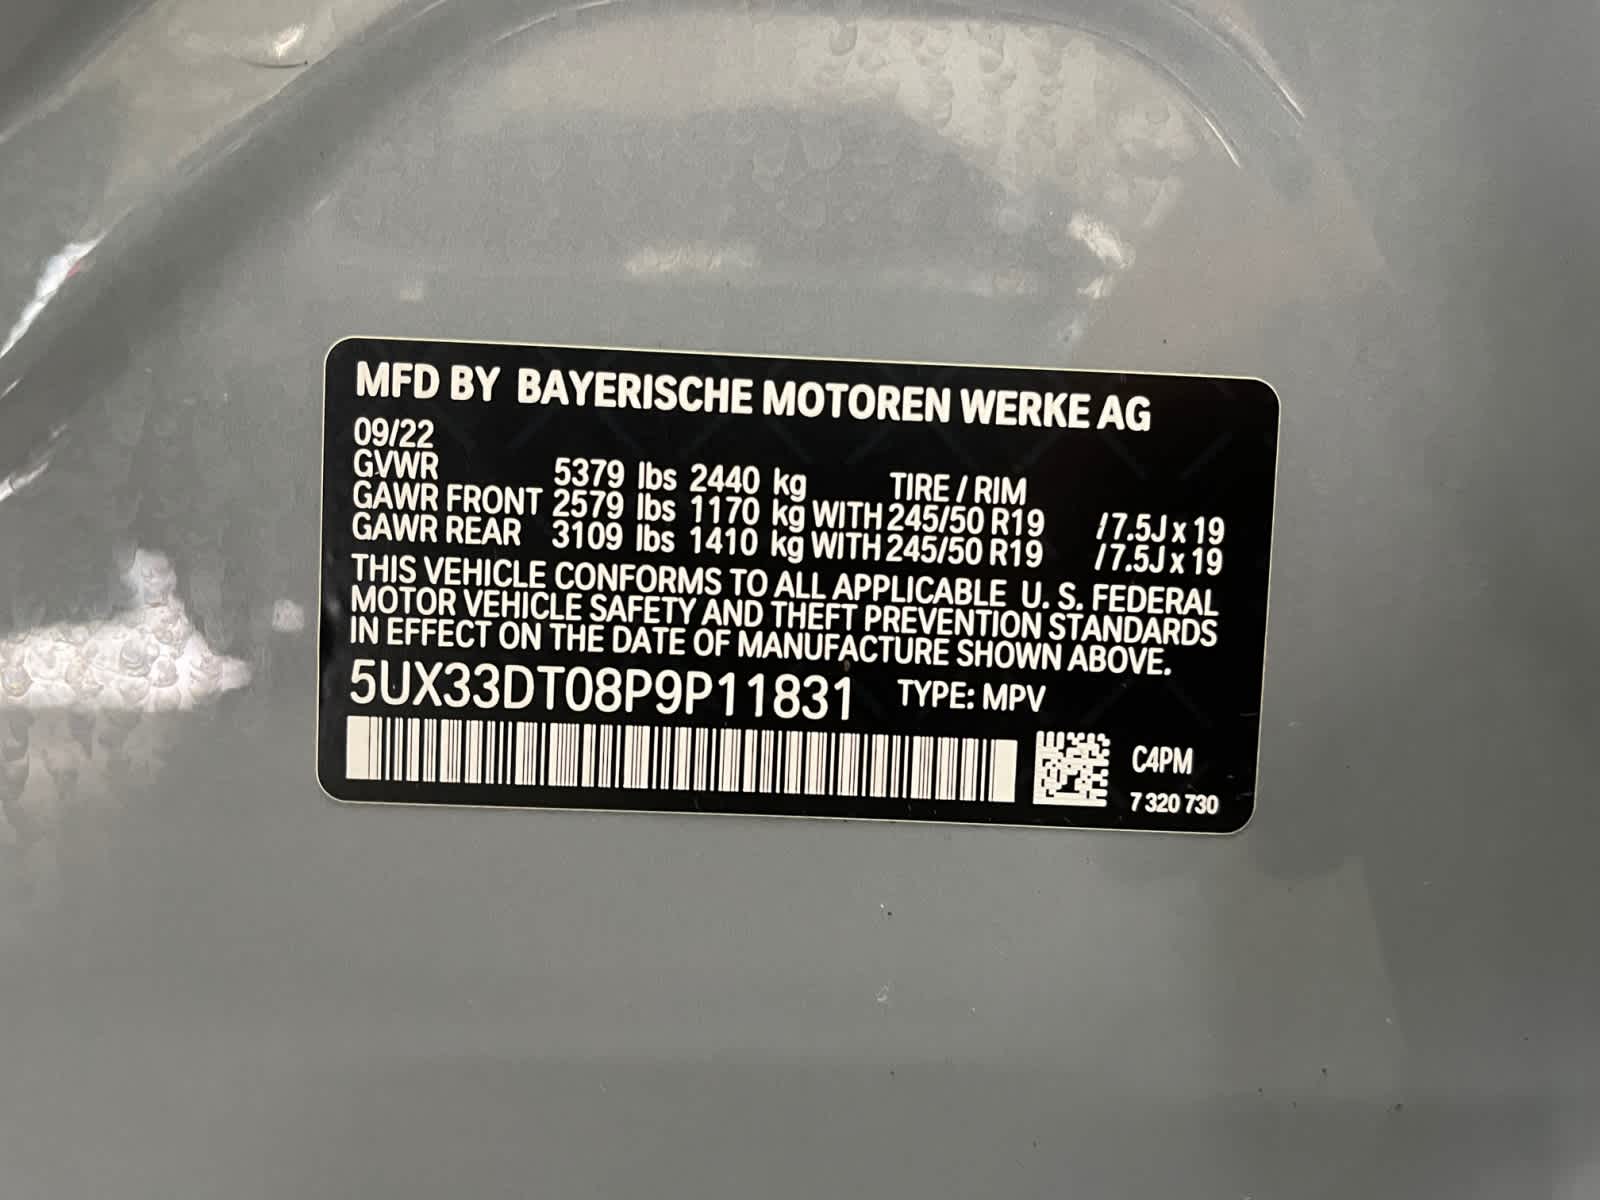 MFD BY BAYERISCHE MOTOREN WERKE AG
09/22
GVWR 5379 lbs 2440 kg TIRE / RIM
GAWR FRONT 2579 lbs 1170 kg WITH 245/50 R19 /7.5J x 19
GAWR REAR 3109 lbs 1410 kg WITH 245/50 R19 /7.5J x 19
THIS VEHICLE CONFORMS TO ALL APPLICABLE U. S. FEDERAL
MOTOR VEHICLE SAFETY AND THEFT PREVENTION STANDARDS
IN EFFECT ON THE DATE OF MANUFACTURE SHOWN ABOVE.
5UX33DT08P9P11831 TYPE: MPV
C4PM
7 320 730